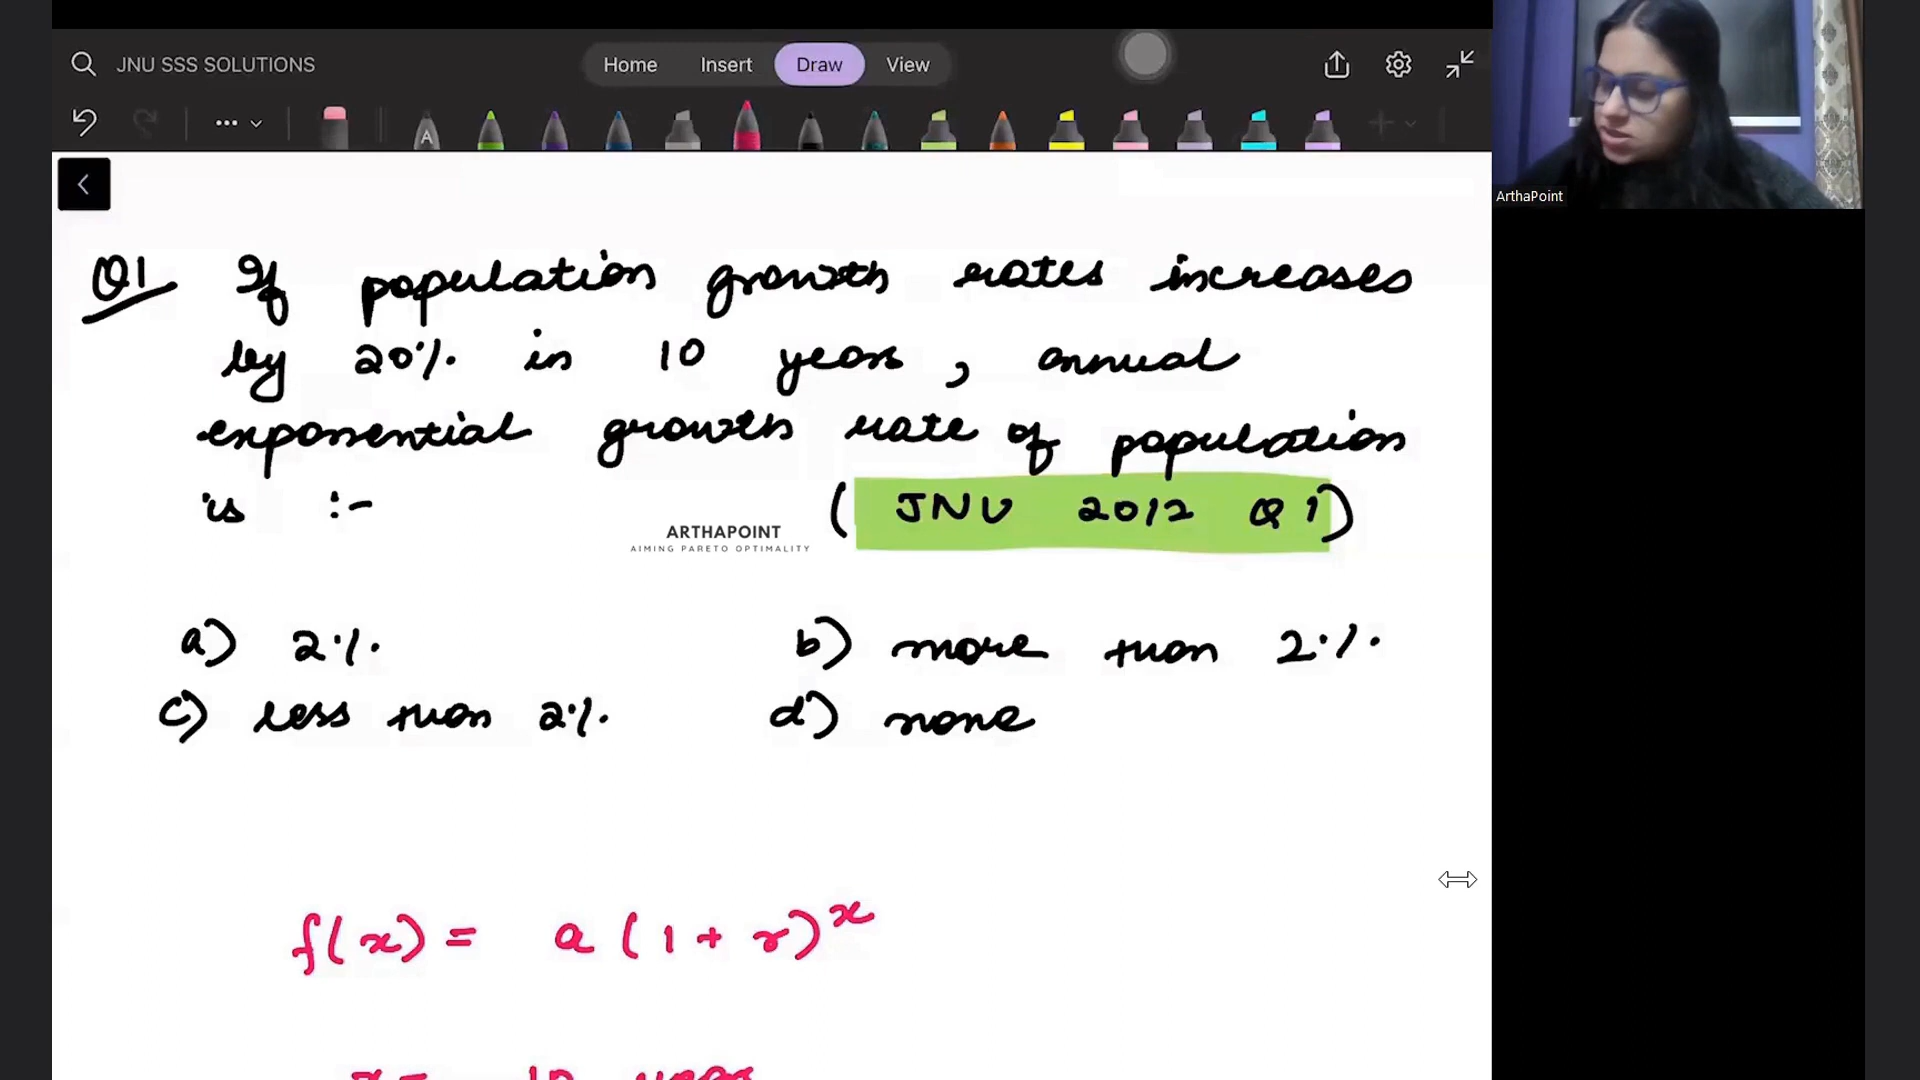 JNU SSS SOLUTIONS
Home Insert Draw View
A
ArthaPoint
Q1 If population growth rates increases
by 20% in 10 years, annual
exponential growth rate of population
is :- (JNU 2012 Q1)
ARTHAPOINT
AIMING PARETO OPTIMALITY
a) 2% b) more than 2%
c) less than 2% d) none
f(x) = a (1 + r)^x
x = 10 years